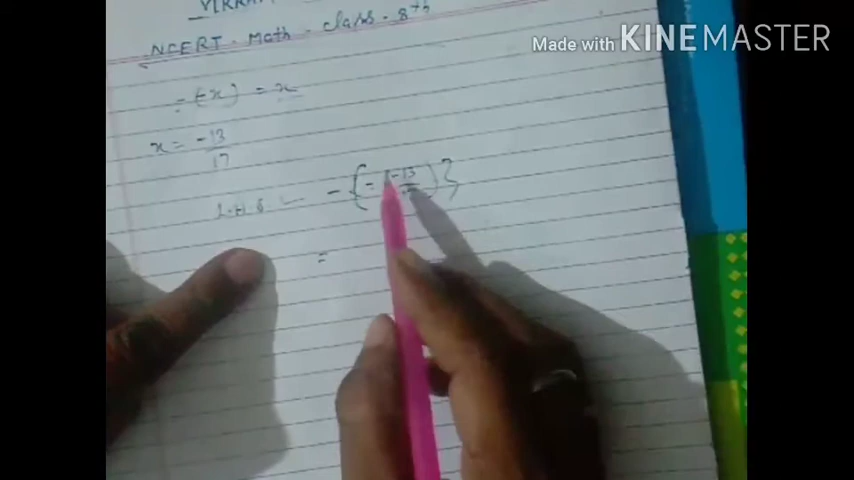 Made with KINEMASTER
NCERT - Math - class - 8th
= -(-x) = x
x = -13/17
L.H.S - {-(-13/17)}
=